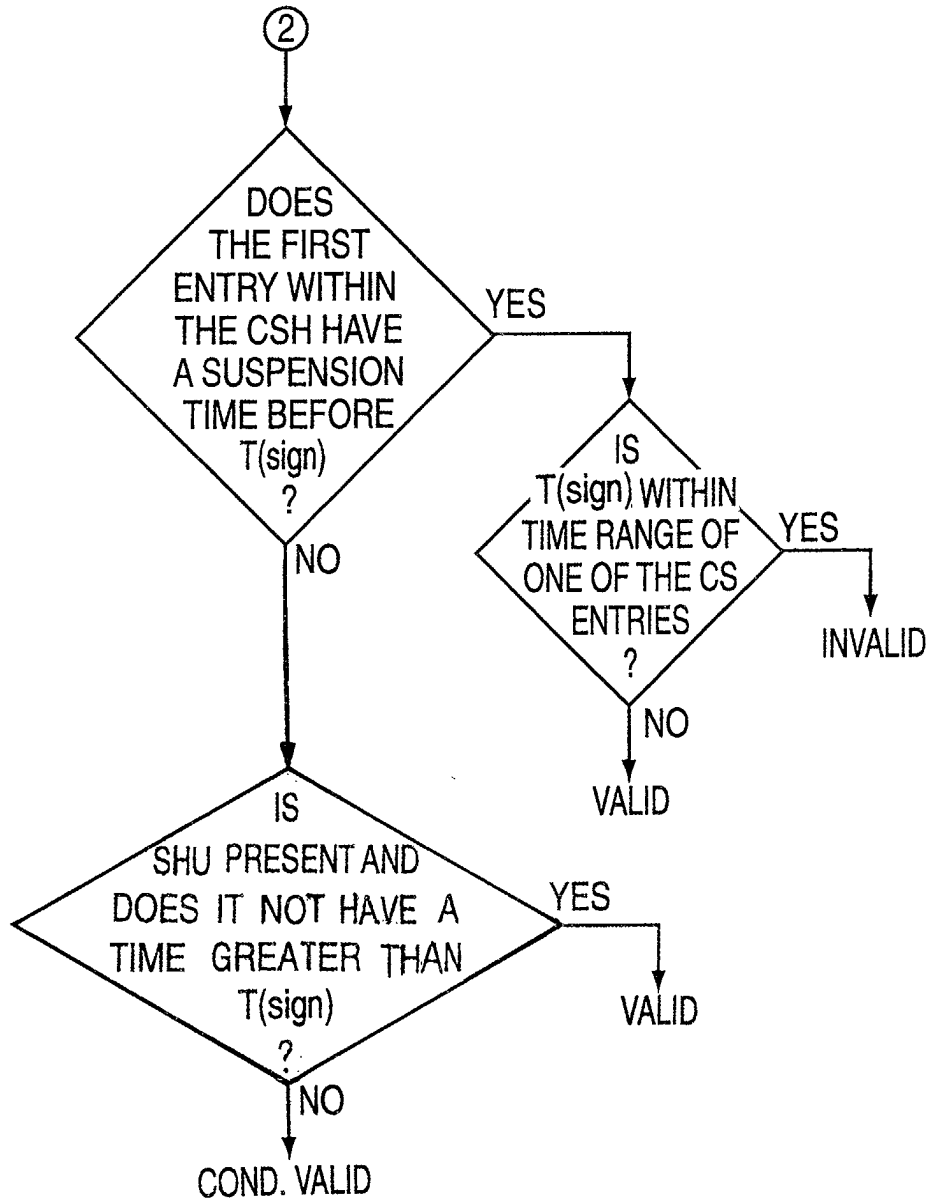 2
DOES
THE FIRST
ENTRY WITHIN
THE CSH HAVE
A SUSPENSION
TIME BEFORE
T(sign)
?
YES
NO
IS
T(sign) WITHIN
TIME RANGE OF
ONE OF THE CS
ENTRIES
?
YES
INVALID
NO
VALID
IS
SHU PRESENT AND
DOES IT NOT HAVE A
TIME GREATER THAN
T(sign)
?
YES
VALID
NO
COND. VALID